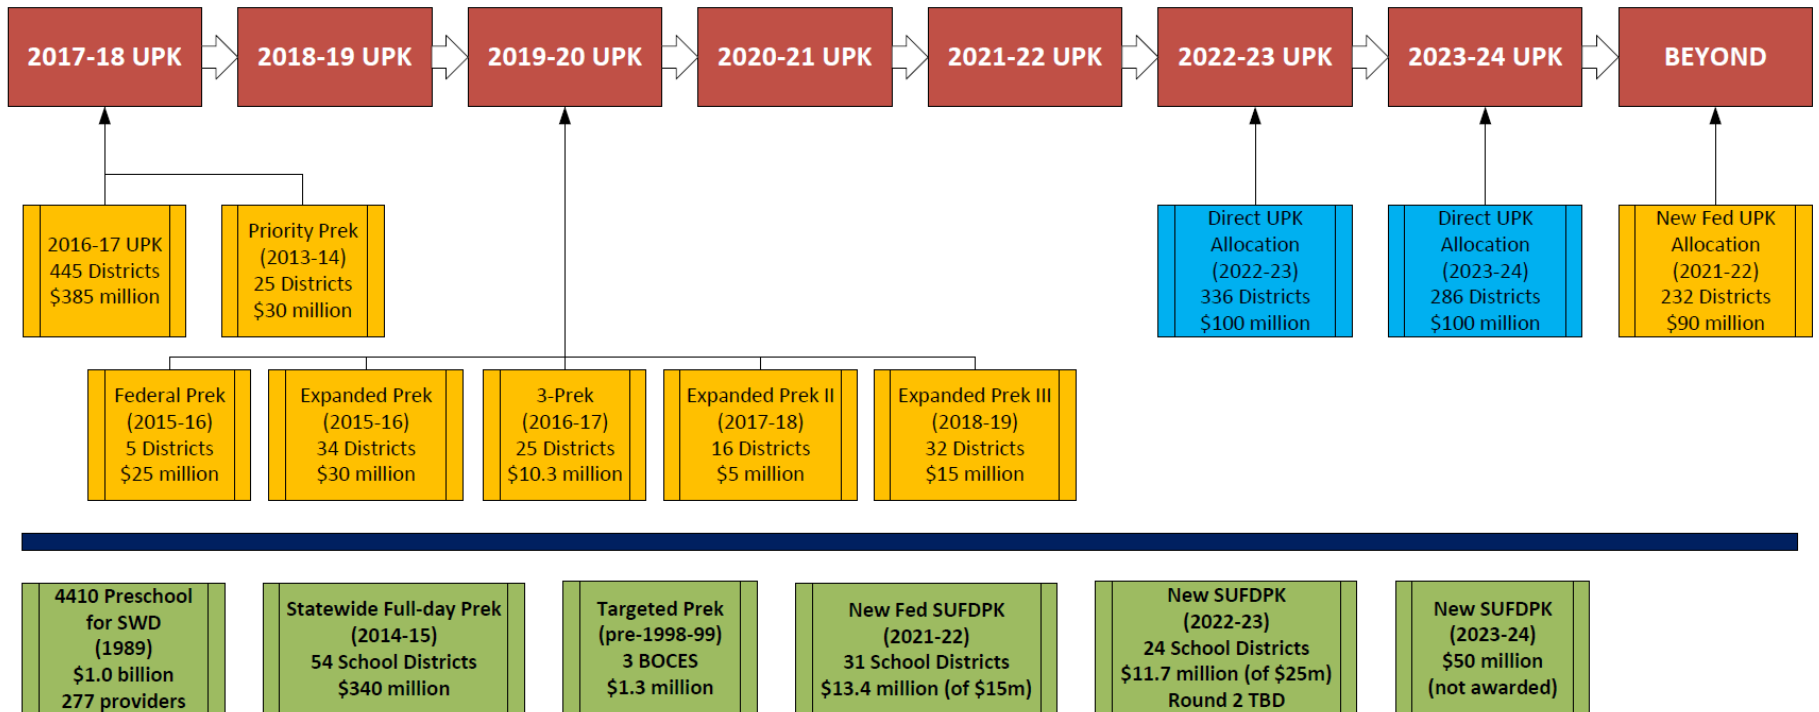 2017-18 UPK
2018-19 UPK
2019-20 UPK
2020-21 UPK
2021-22 UPK
2022-23 UPK
2023-24 UPK
BEYOND
2016-17 UPK
445 Districts
$385 million
Priority Prek
(2013-14)
25 Districts
$30 million
Direct UPK
Allocation
(2022-23)
336 Districts
$100 million
Direct UPK
Allocation
(2023-24)
286 Districts
$100 million
New Fed UPK
Allocation
(2021-22)
232 Districts
$90 million
Federal Prek
(2015-16)
5 Districts
$25 million
Expanded Prek
(2015-16)
34 Districts
$30 million
3-Prek
(2016-17)
25 Districts
$10.3 million
Expanded Prek II
(2017-18)
16 Districts
$5 million
Expanded Prek III
(2018-19)
32 Districts
$15 million
4410 Preschool
for SWD
(1989)
$1.0 billion
277 providers
Statewide Full-day Prek
(2014-15)
54 School Districts
$340 million
Targeted Prek
(pre-1998-99)
3 BOCES
$1.3 million
New Fed SUFDPK
(2021-22)
31 School Districts
$13.4 million (of $15m)
New SUFDPK
(2022-23)
24 School Districts
$11.7 million (of $25m)
Round 2 TBD
New SUFDPK
(2023-24)
$50 million
(not awarded)